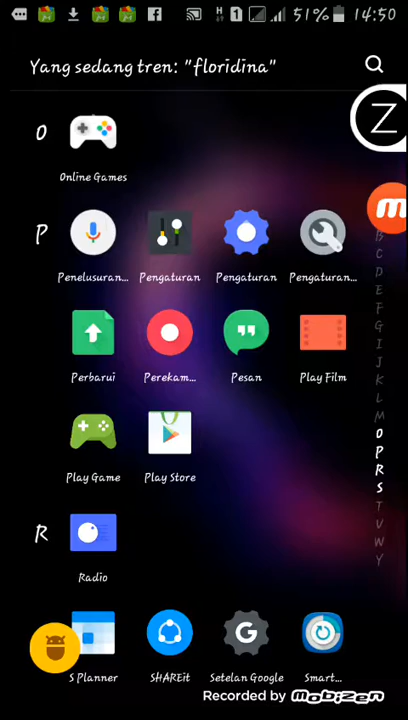 H 1 51% 14:50
Yang sedang tren: "floridina"
Z
O
Online Games
m
P
B
C
D
E
F
G
I
J
K
L
M
O
P
R
S
T
U
V
W
Y
Penelusuran... Pengaturan Pengaturan Pengaturan...
Perbarui Perekam... Pesan Play Film
Play Game Play Store
R
Radio
G
S Planner SHAREit Setelan Google Smart...
Recorded by mobizen